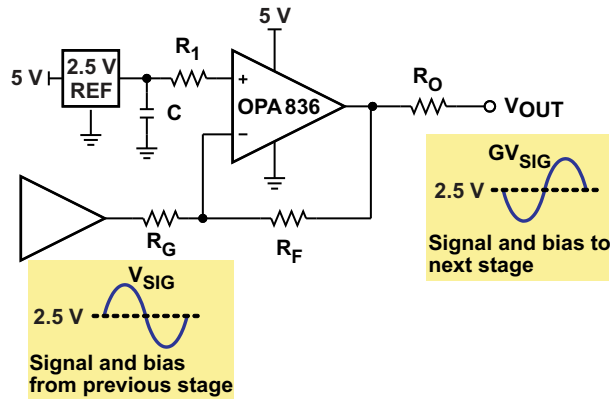 5 V
R1
2.5 V
REF
5 V
+
OPA836
C
−
RO
VOUT
GVSIG
2.5 V
Signal and bias to
next stage
RG
RF
VSIG
2.5 V
Signal and bias
from previous stage